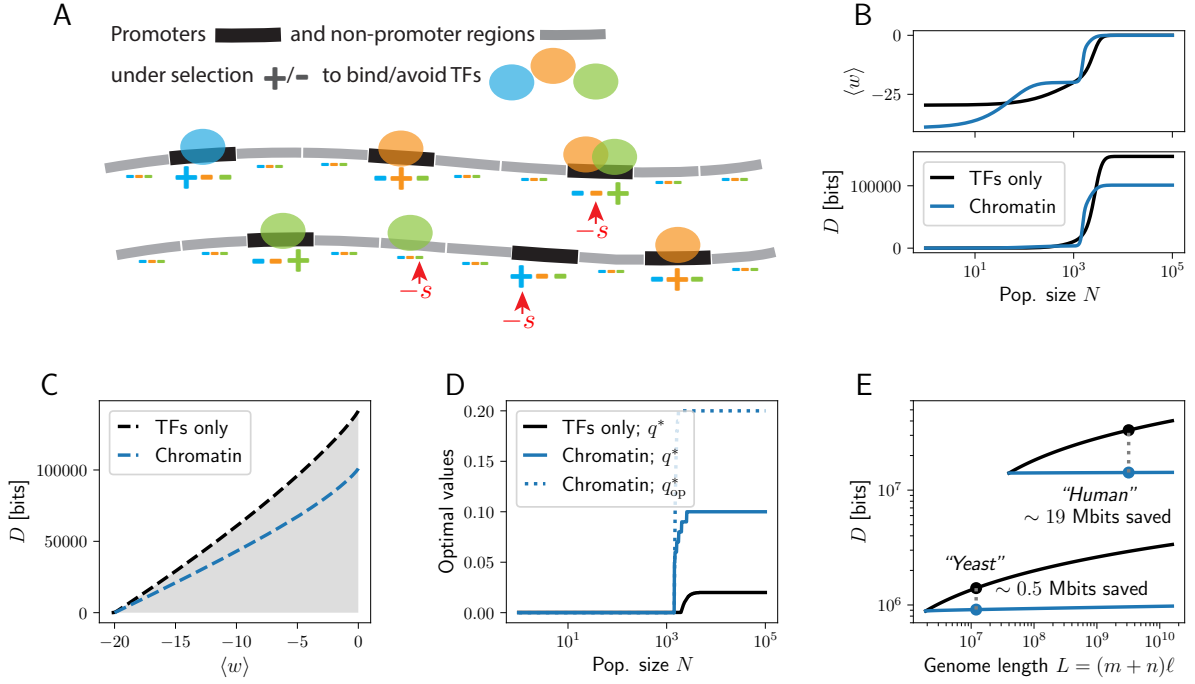 A
Promoters and non-promoter regions
under selection +/- to bind/avoid TFs
−s
−s
−s
B
⟨w⟩
0
−25
D [bits]
100000
0
TFs only
Chromatin
10¹ 10³ 10⁵
Pop. size N
C
D [bits]
100000
50000
0
TFs only
Chromatin
−20 −15 −10 −5 0
⟨w⟩
D
Optimal values
0.20
0.15
0.10
0.05
0.00
TFs only; q*
Chromatin; q*
Chromatin; q*op
10¹ 10³ 10⁵
Pop. size N
E
D [bits]
10⁷
10⁶
“Human”
∼ 19 Mbits saved
“Yeast”
∼ 0.5 Mbits saved
10⁷ 10⁸ 10⁹ 10¹⁰
Genome length L = (m + n)ℓ